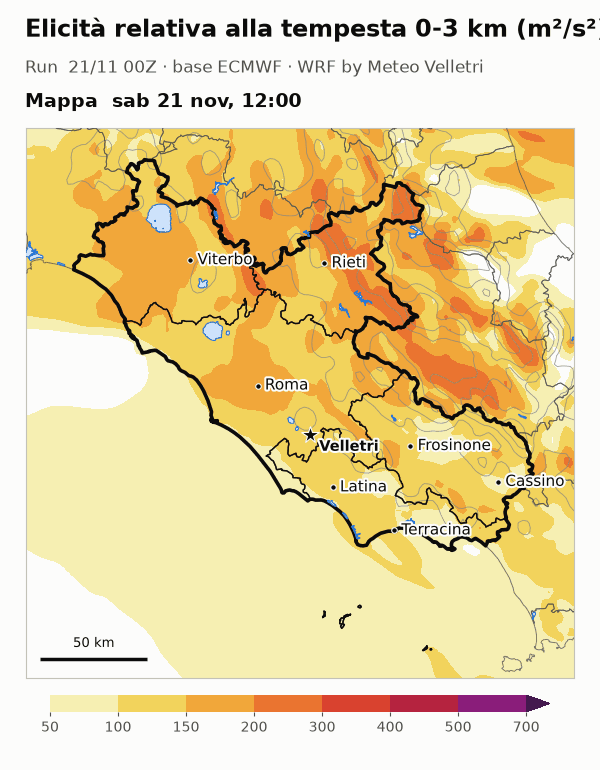 Elicità relativa alla tempesta 0-3 km (m²/s²)
Run  21/11 00Z · base ECMWF · WRF by Meteo Velletri
Mappa  sab 21 nov, 12:00
Viterbo
Rieti
Roma
Velletri
Frosinone
Cassino
Latina
Terracina
50 km
50 100 150 200 300 400 500 700